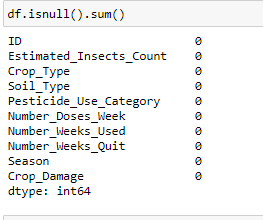 df.isnull().sum()
ID 0
Estimated_Insects_Count 0
Crop_Type 0
Soil_Type 0
Pesticide_Use_Category 0
Number_Doses_Week 0
Number_Weeks_Used 0
Number_Weeks_Quit 0
Season 0
Crop_Damage 0
dtype: int64